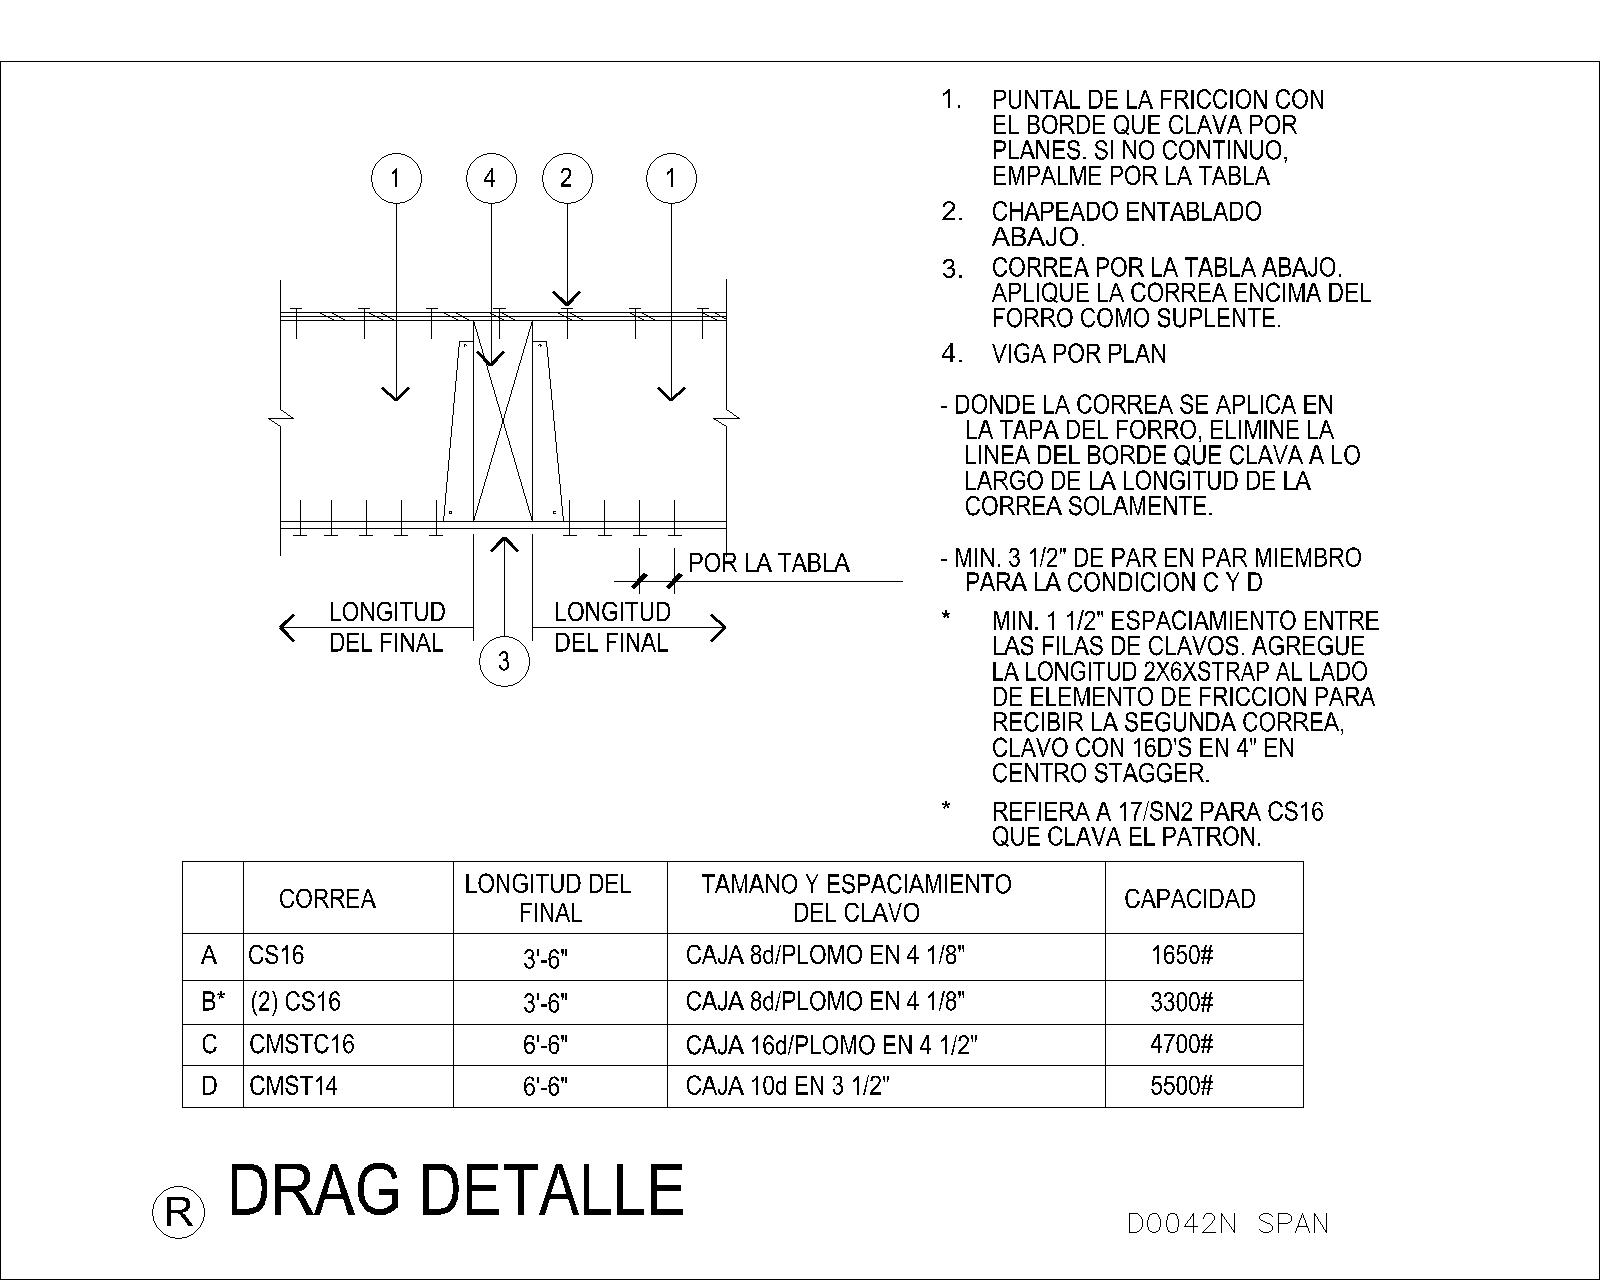 1. PUNTAL DE LA FRICCION CON
EL BORDE QUE CLAVA POR
PLANES. SI NO CONTINUO,
EMPALME POR LA TABLA
2. CHAPEADO ENTABLADO
ABAJO.
3. CORREA POR LA TABLA ABAJO.
APLIQUE LA CORREA ENCIMA DEL
FORRO COMO SUPLENTE.
4. VIGA POR PLAN
- DONDE LA CORREA SE APLICA EN
LA TAPA DEL FORRO, ELIMINE LA
LINEA DEL BORDE QUE CLAVA A LO
LARGO DE LA LONGITUD DE LA
CORREA SOLAMENTE.
- MIN. 3 1/2" DE PAR EN PAR MIEMBRO
PARA LA CONDICION C Y D
* MIN. 1 1/2" ESPACIAMIENTO ENTRE
LAS FILAS DE CLAVOS. AGREGUE
LA LONGITUD 2X6XSTRAP AL LADO
DE ELEMENTO DE FRICCION PARA
RECIBIR LA SEGUNDA CORREA,
CLAVO CON 16D'S EN 4" EN
CENTRO STAGGER.
* REFIERA A 17/SN2 PARA CS16
QUE CLAVA EL PATRON.
1 4 2 1
POR LA TABLA
LONGITUD LONGITUD
DEL FINAL DEL FINAL
3
CORREA LONGITUD DEL FINAL TAMANO Y ESPACIAMIENTO DEL CLAVO CAPACIDAD
A CS16 3'-6" CAJA 8d/PLOMO EN 4 1/8" 1650#
B* (2) CS16 3'-6" CAJA 8d/PLOMO EN 4 1/8" 3300#
C CMSTC16 6'-6" CAJA 16d/PLOMO EN 4 1/2" 4700#
D CMST14 6'-6" CAJA 10d EN 3 1/2" 5500#
R DRAG DETALLE
D0042N SPAN